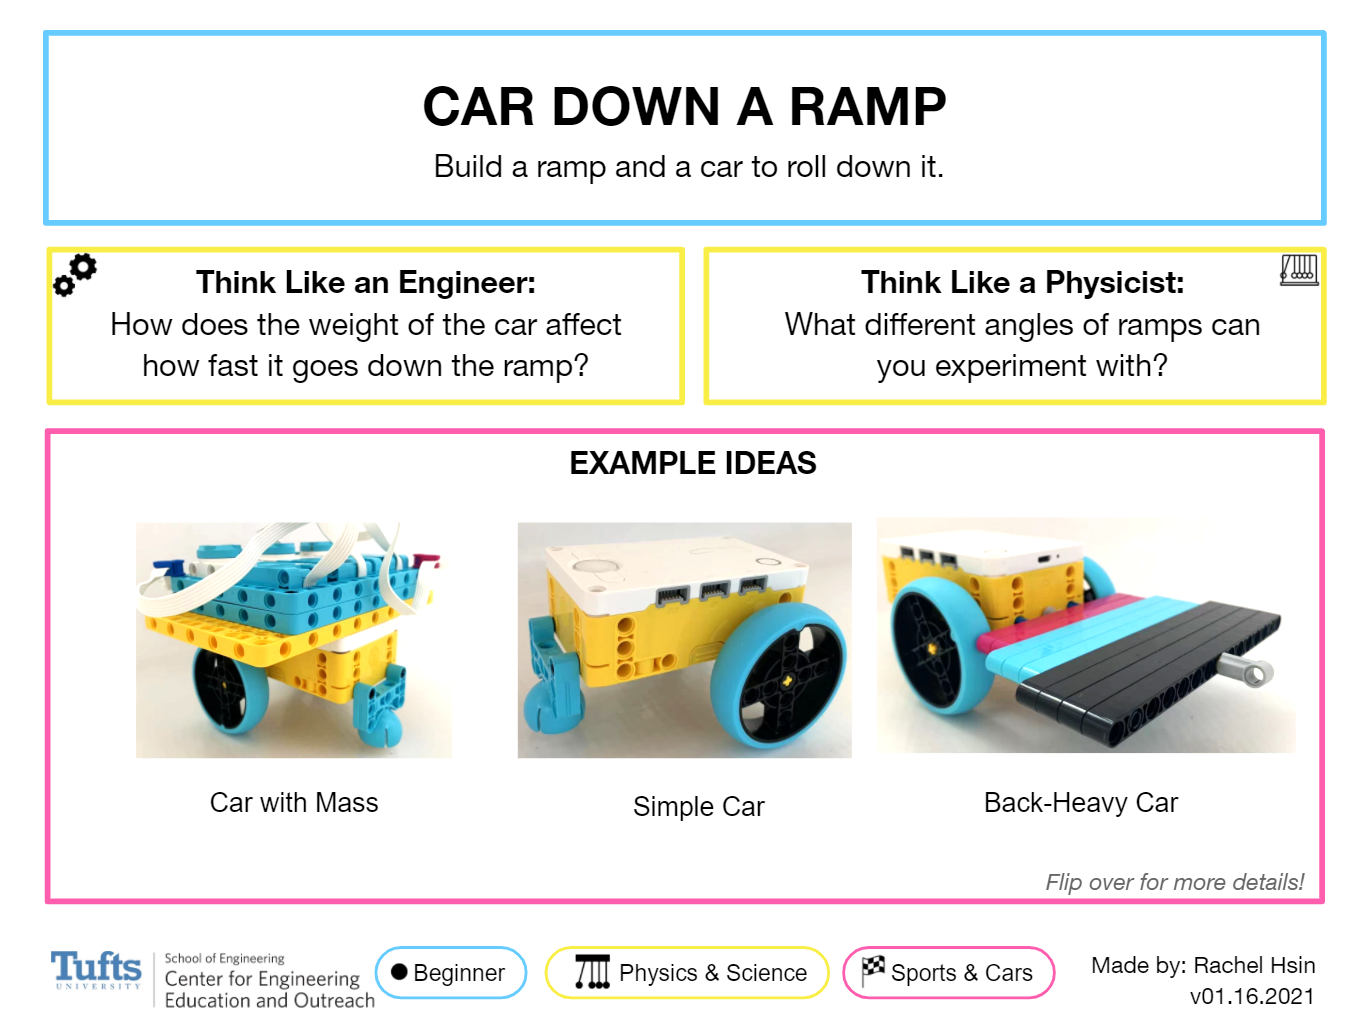 CAR DOWN A RAMP
Build a ramp and a car to roll down it.
Think Like an Engineer:
How does the weight of the car affect
how fast it goes down the ramp?
Think Like a Physicist:
What different angles of ramps can
you experiment with?
EXAMPLE IDEAS
Car with Mass
Simple Car
Back-Heavy Car
Flip over for more details!
Tufts
UNIVERSITY
School of Engineering
Center for Engineering
Education and Outreach
Beginner
Physics & Science
Sports & Cars
Made by: Rachel Hsin
v01.16.2021